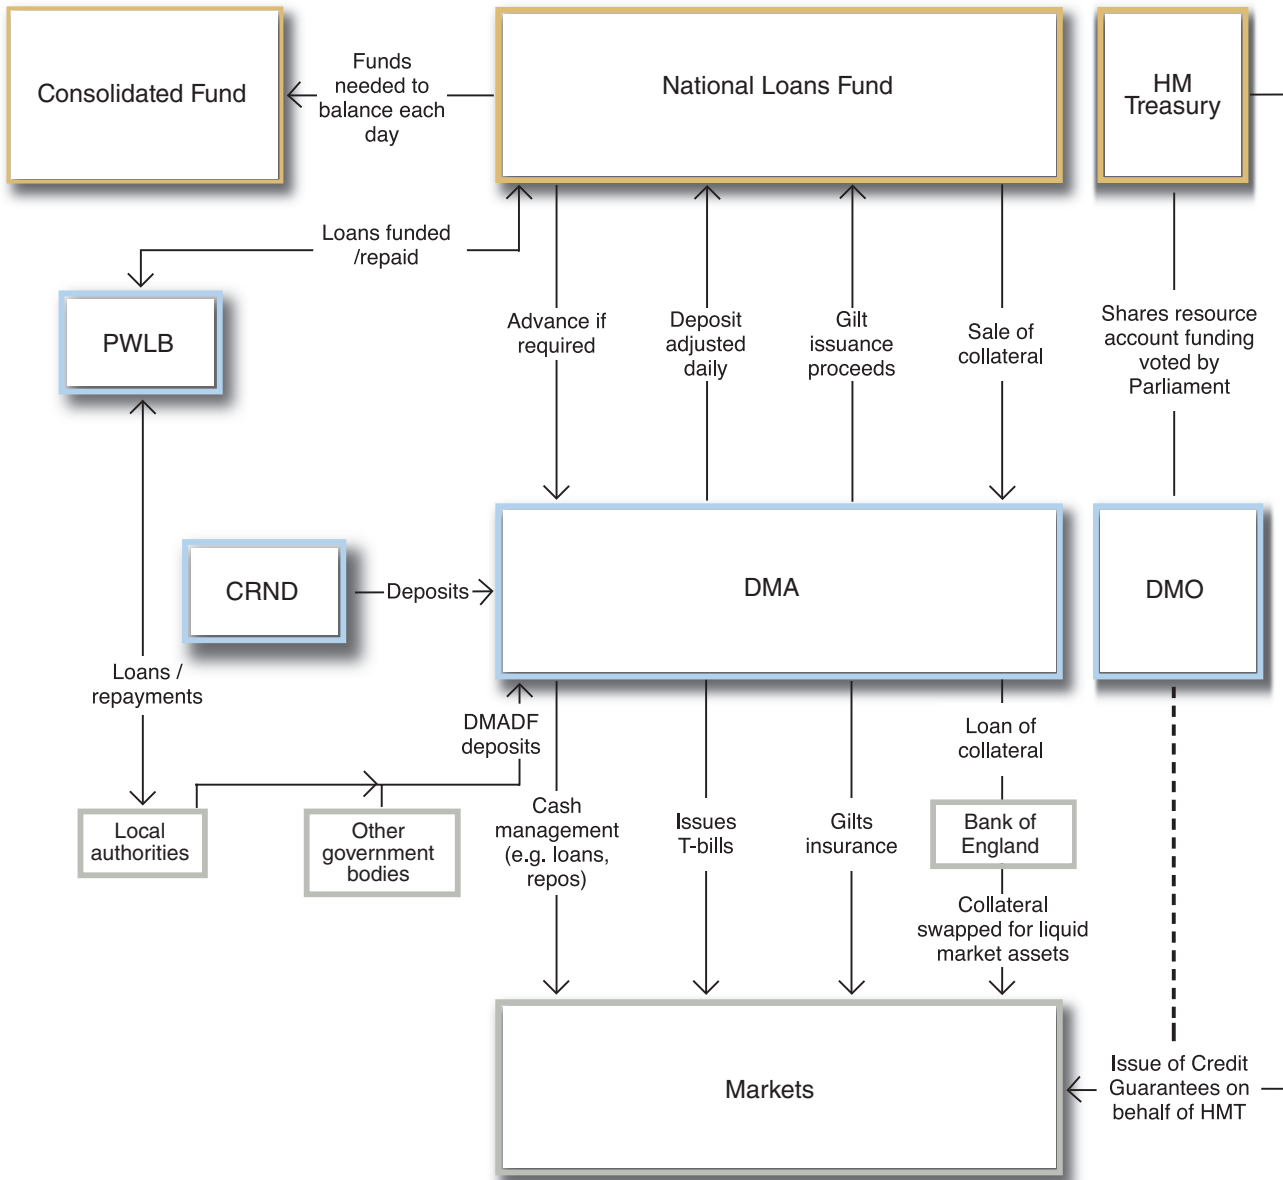 Consolidated Fund
Funds
needed to
balance each
day
National Loans Fund
HM
Treasury
Loans funded
/repaid
PWLB
Advance if
required
Deposit
adjusted
daily
Gilt
issuance
proceeds
Sale of
collateral
Shares resource
account funding
voted by
Parliament
CRND
Deposits
DMA
DMO
Loans /
repayments
DMADF
deposits
Loan of
collateral
Local
authorities
Other
government
bodies
Cash
management
(e.g. loans,
repos)
Issues
T-bills
Gilts
insurance
Bank of
England
Collateral
swapped for liquid
market assets
Markets
Issue of Credit
Guarantees on
behalf of HMT